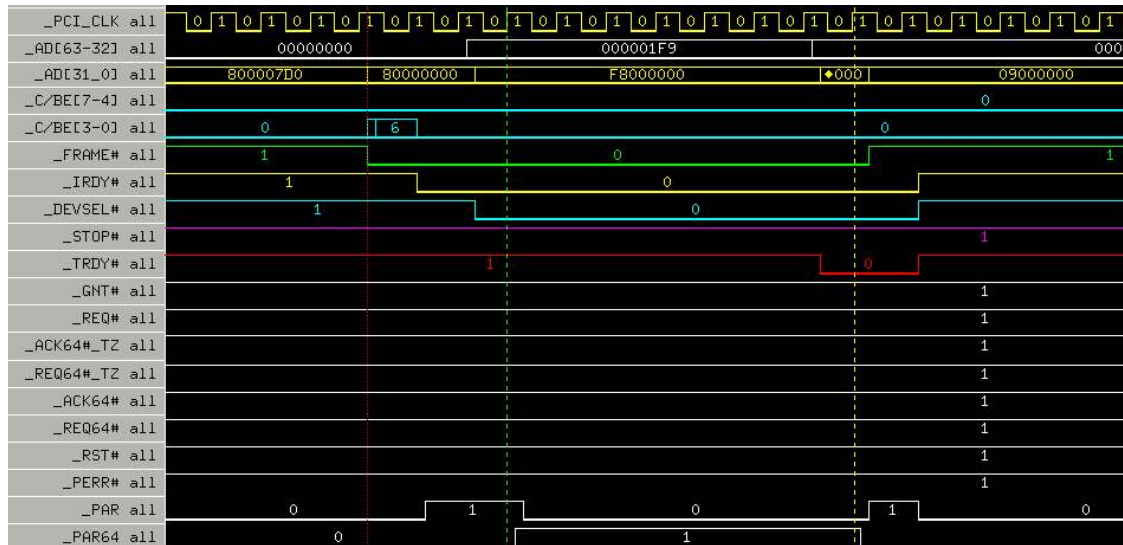 _PCI_CLK all 0 1 0 1 0 1 0 1 0 1 0 1 0 1 0 1 0 1 0 1 0 1 0 1 0 1 0 1 0 1 0 1 0 1 0 1 0 1
_AD[63-32] all 00000000 000001F9 000
_AD[31_0] all 800007D0 80000000 F8000000 ◆000 09000000
_C/BE[7-4] all 0
_C/BE[3-0] all 0 6 0
_FRAME# all 1 0 1
_IRDY# all 1 0
_DEVSEL# all 1 0
_STOP# all 1
_TRDY# all 1 0
_GNT# all 1
_REQ# all 1
_ACK64#_TZ all 1
_REQ64#_TZ all 1
_ACK64# all 1
_REQ64# all 1
_RST# all 1
_PERR# all 1
_PAR all 0 1 0 1 0
_PAR64 all 0 1